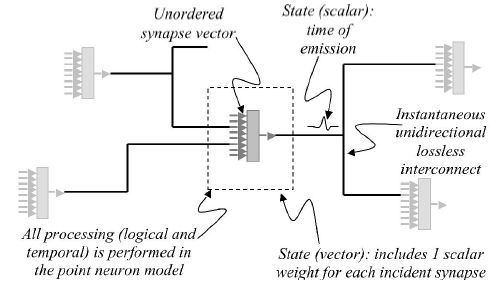 Unordered
synapse vector
State (scalar):
time of
emission
Instantaneous
unidirectional
lossless
interconnect
All processing (logical and
temporal) is performed in
the point neuron model
State (vector): includes 1 scalar
weight for each incident synapse